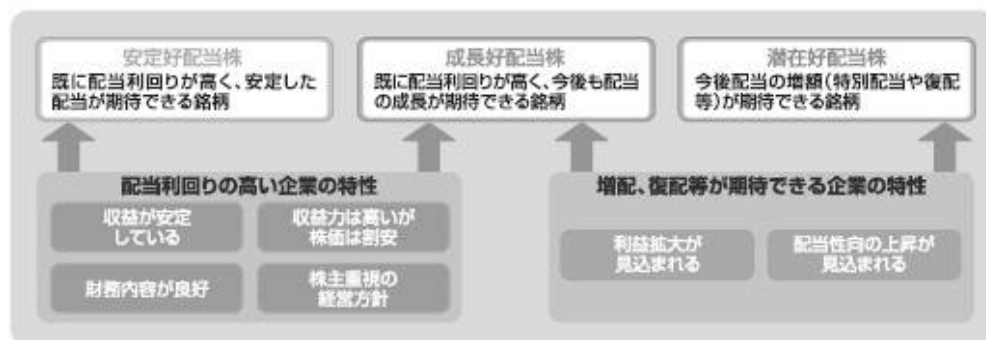 安定好配当株
既に配当利回りが高く、安定した
配当が期待できる銘柄
成長好配当株
既に配当利回りが高く、今後も配当
の成長が期待できる銘柄
潜在好配当株
今後配当の増額(特別配当や復配
等)が期待できる銘柄
配当利回りの高い企業の特性
収益が安定
している
収益力は高いが
株価は割安
財務内容が良好
株主重視の
経営方針
増配、復配等が期待できる企業の特性
利益拡大が
見込まれる
配当性向の上昇が
見込まれる